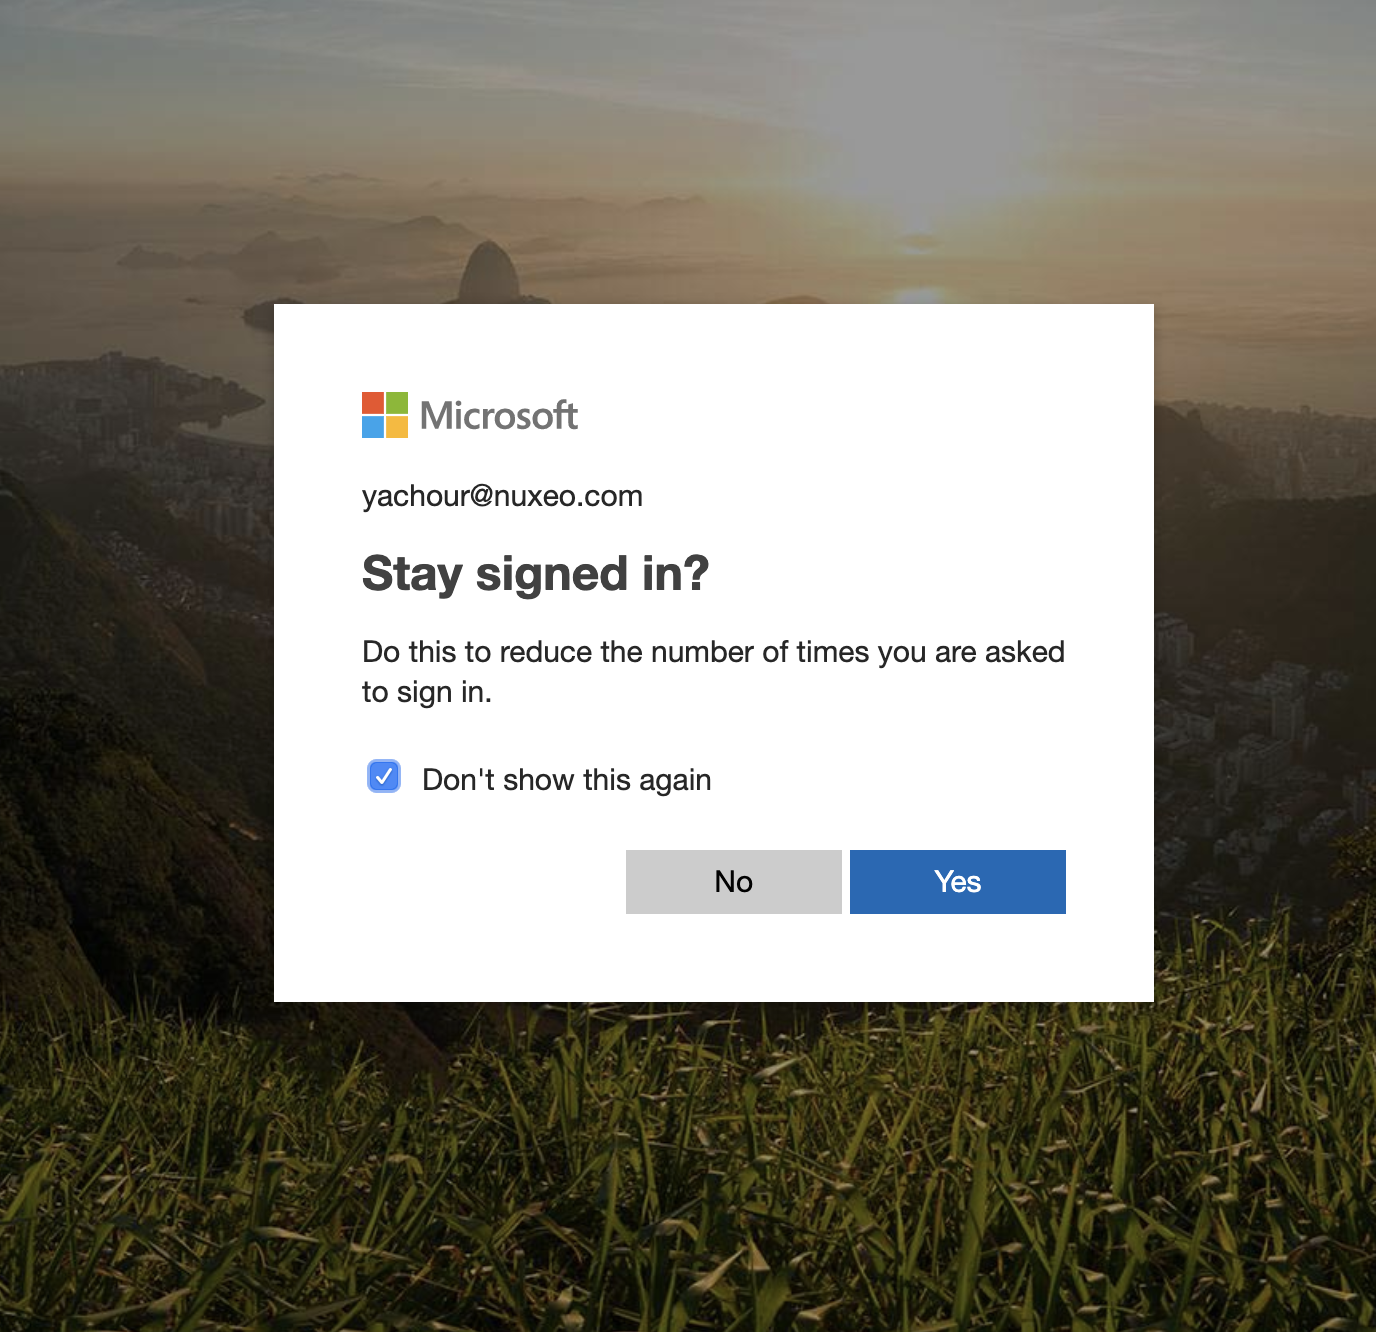 Microsoft
yachour@nuxeo.com
Stay signed in?
Do this to reduce the number of times you are asked
to sign in.
Don't show this again
No
Yes